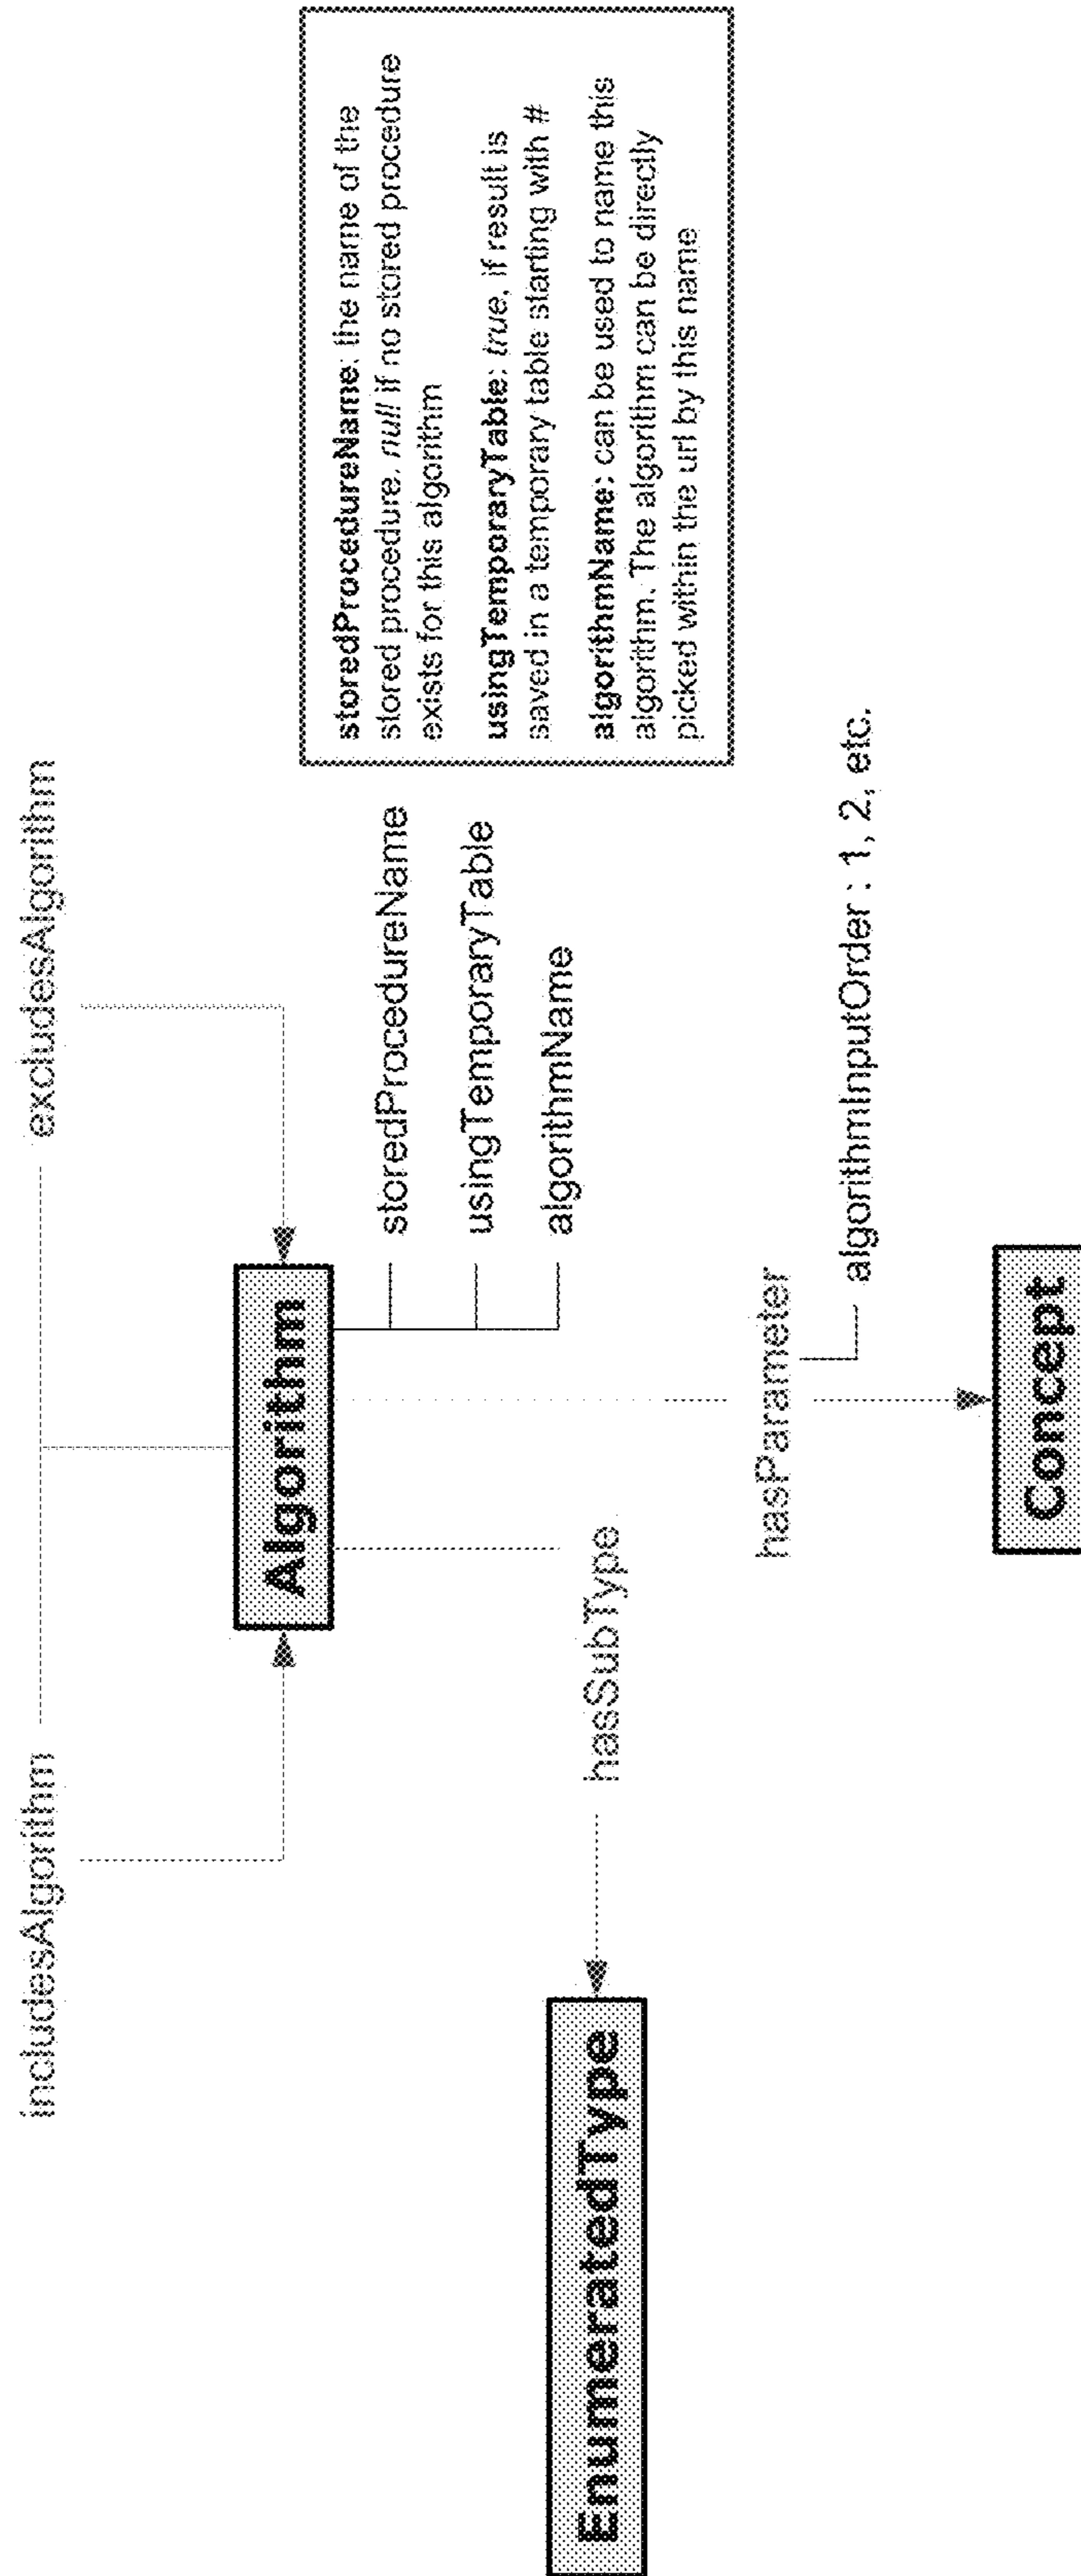 includesAlgorithm
excludesAlgorithm
Algorithm
storedProcedureName
usingTemporaryTable
algorithmName
storedProcedureName: the name of the
stored procedure, null if no stored procedure
exists for this algorithm
usingTemporaryTable: true, if result is
saved in a temporary table starting with #
algorithmName: can be used to name this
algorithm. The algorithm can be directly
picked within the url by this name
EnumeratedType
hasSubType
hasParameter
algorithmInputOrder : 1, 2, etc.
Concept